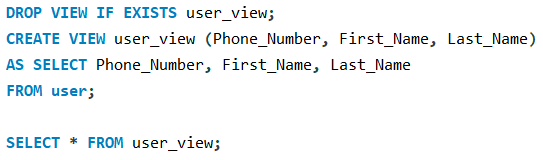 DROP VIEW IF EXISTS user_view;
CREATE VIEW user_view (Phone_Number, First_Name, Last_Name)
AS SELECT Phone_Number, First_Name, Last_Name
FROM user;
SELECT * FROM user_view;